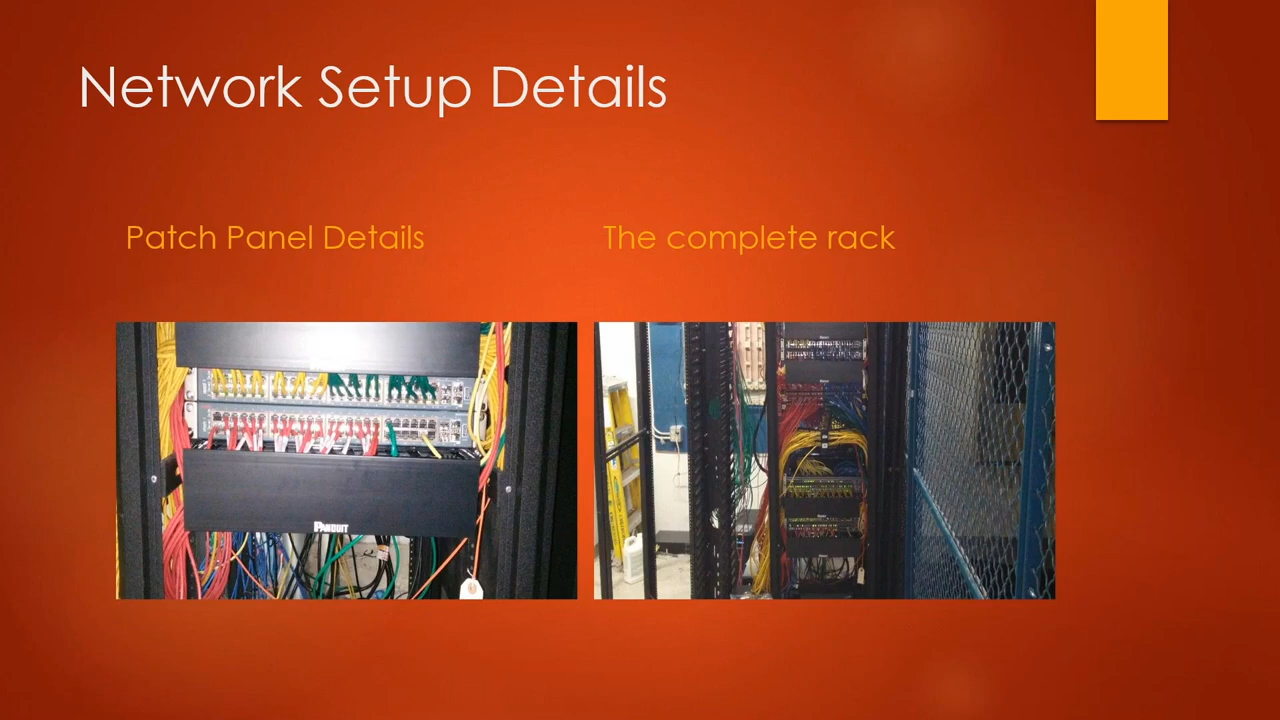 Network Setup Details
Patch Panel Details
The complete rack
PANDUIT